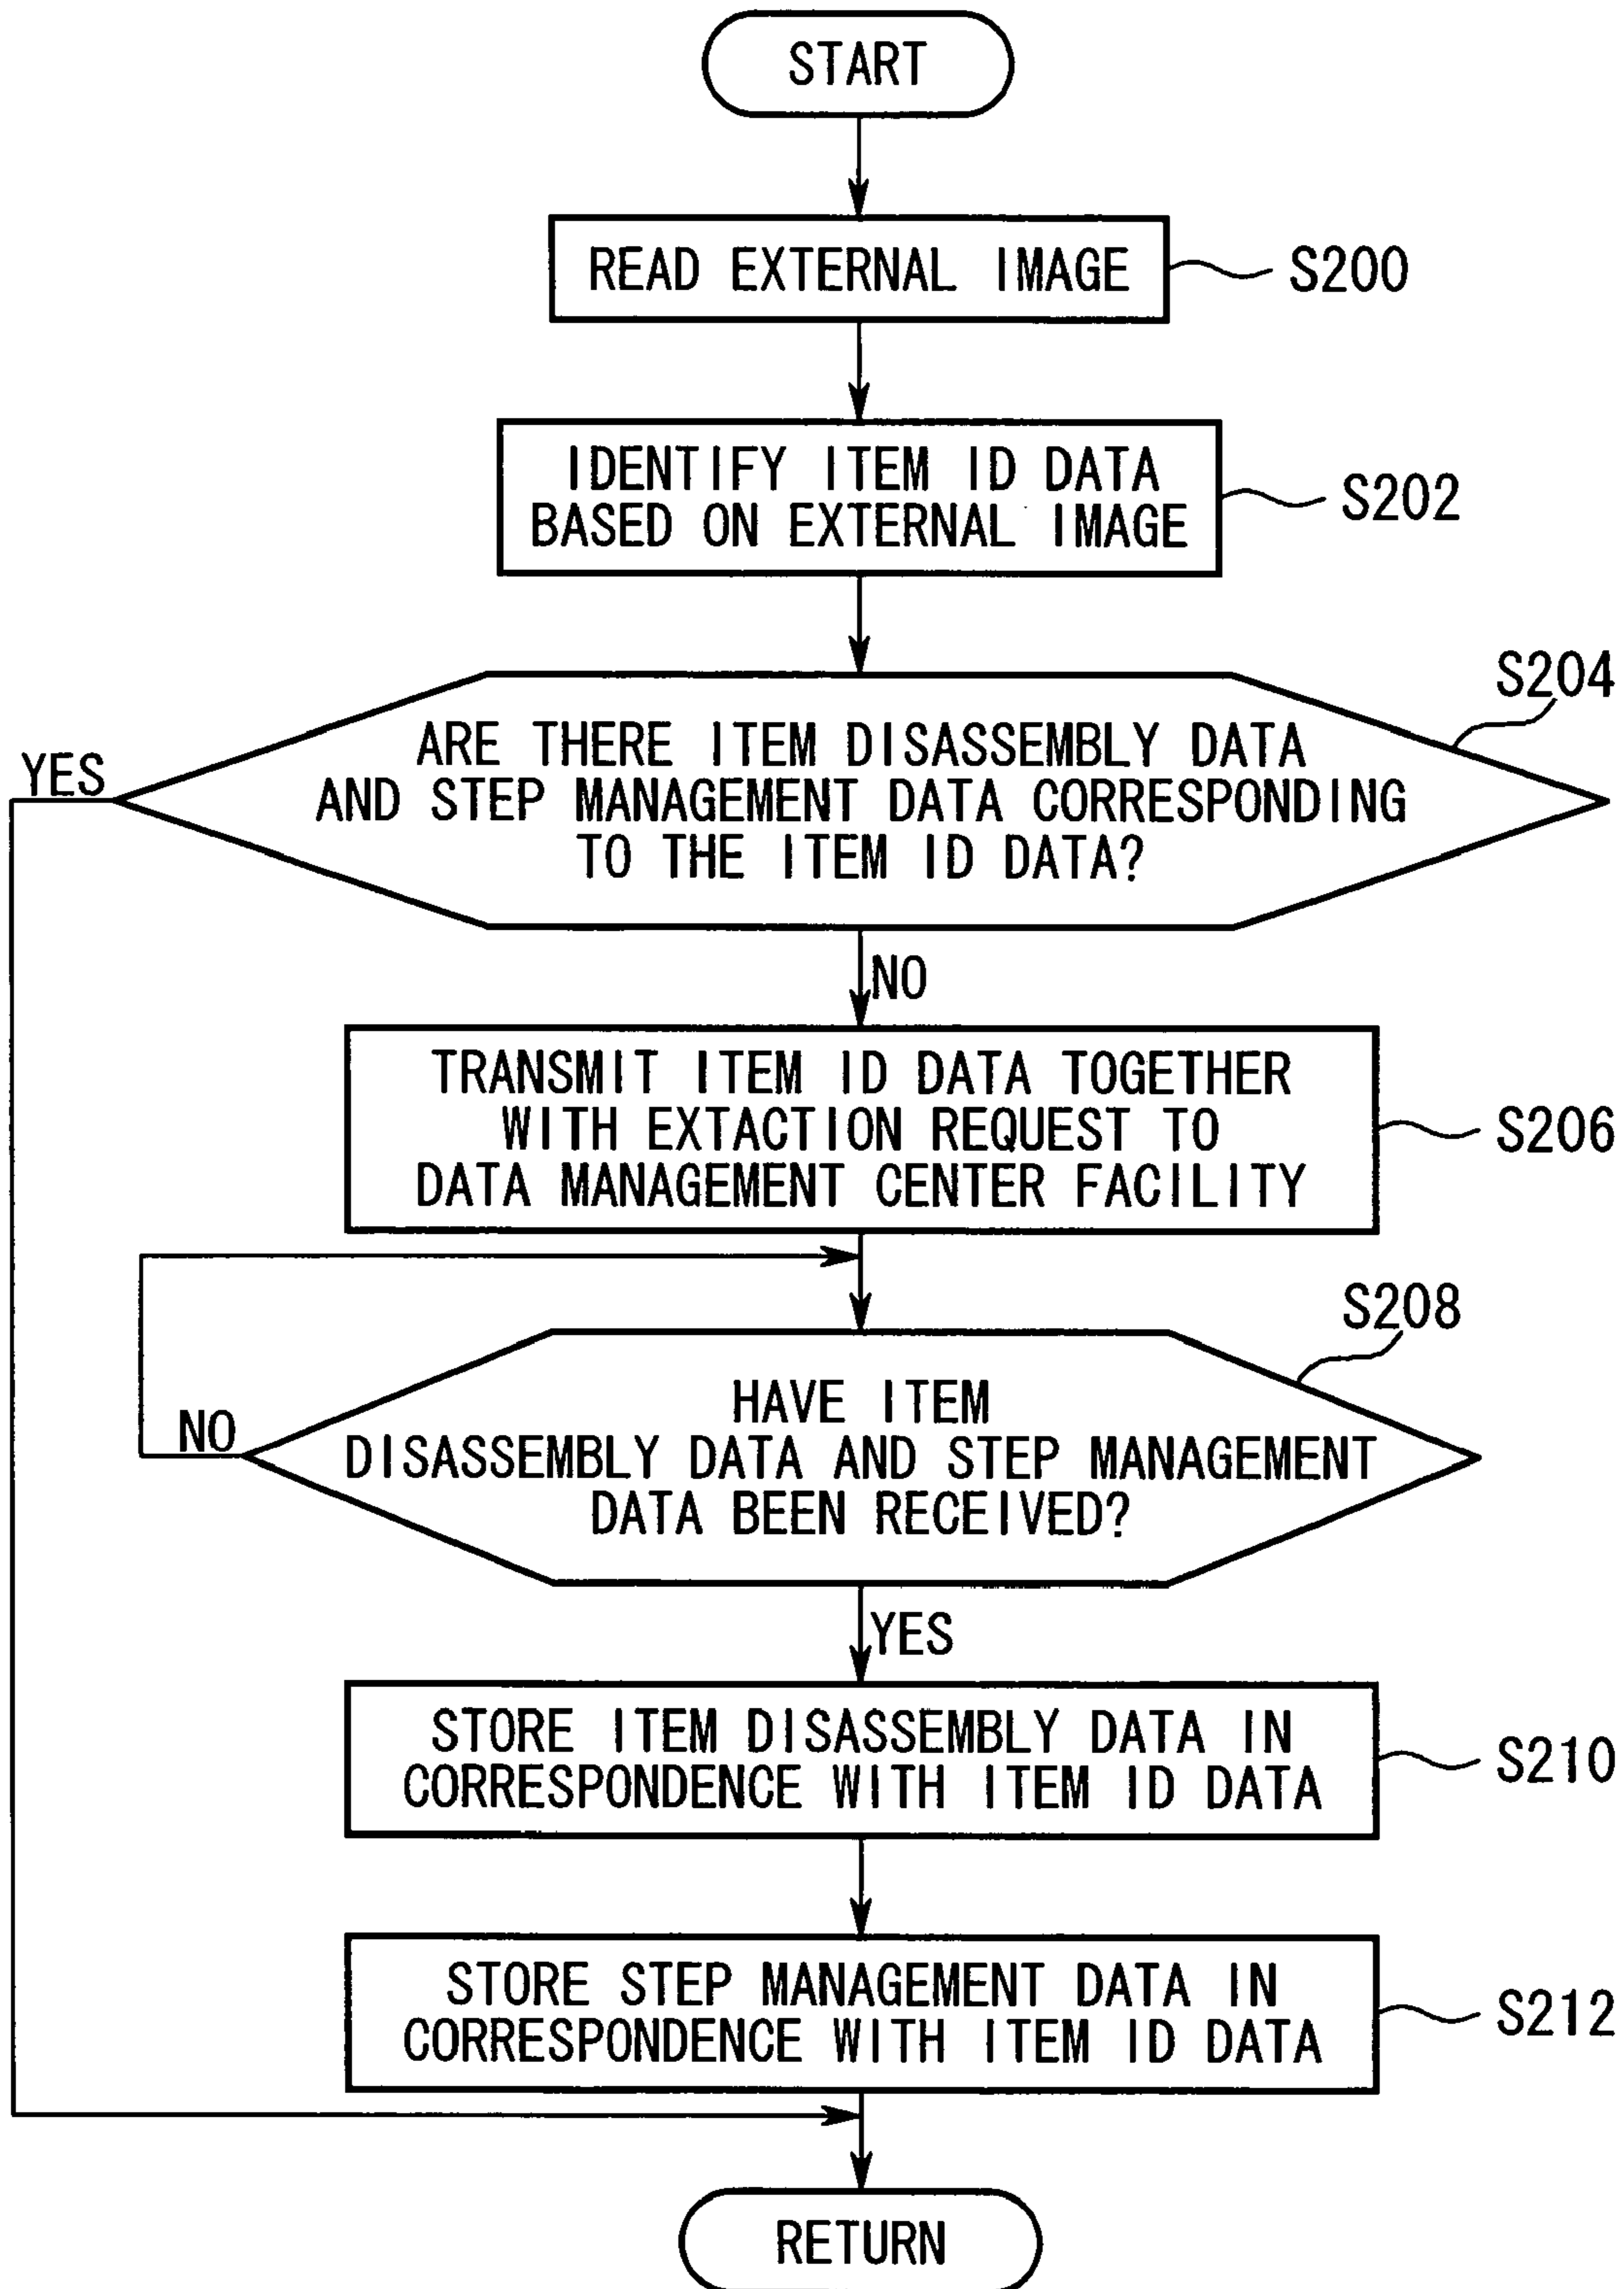 START
READ EXTERNAL IMAGE
S200
IDENTIFY ITEM ID DATA
BASED ON EXTERNAL IMAGE
S202
S204
ARE THERE ITEM DISASSEMBLY DATA
AND STEP MANAGEMENT DATA CORRESPONDING
TO THE ITEM ID DATA?
YES
NO
TRANSMIT ITEM ID DATA TOGETHER
WITH EXTACTION REQUEST TO
DATA MANAGEMENT CENTER FACILITY
S206
S208
HAVE ITEM
DISASSEMBLY DATA AND STEP MANAGEMENT
DATA BEEN RECEIVED?
NO
YES
STORE ITEM DISASSEMBLY DATA IN
CORRESPONDENCE WITH ITEM ID DATA
S210
STORE STEP MANAGEMENT DATA IN
CORRESPONDENCE WITH ITEM ID DATA
S212
RETURN